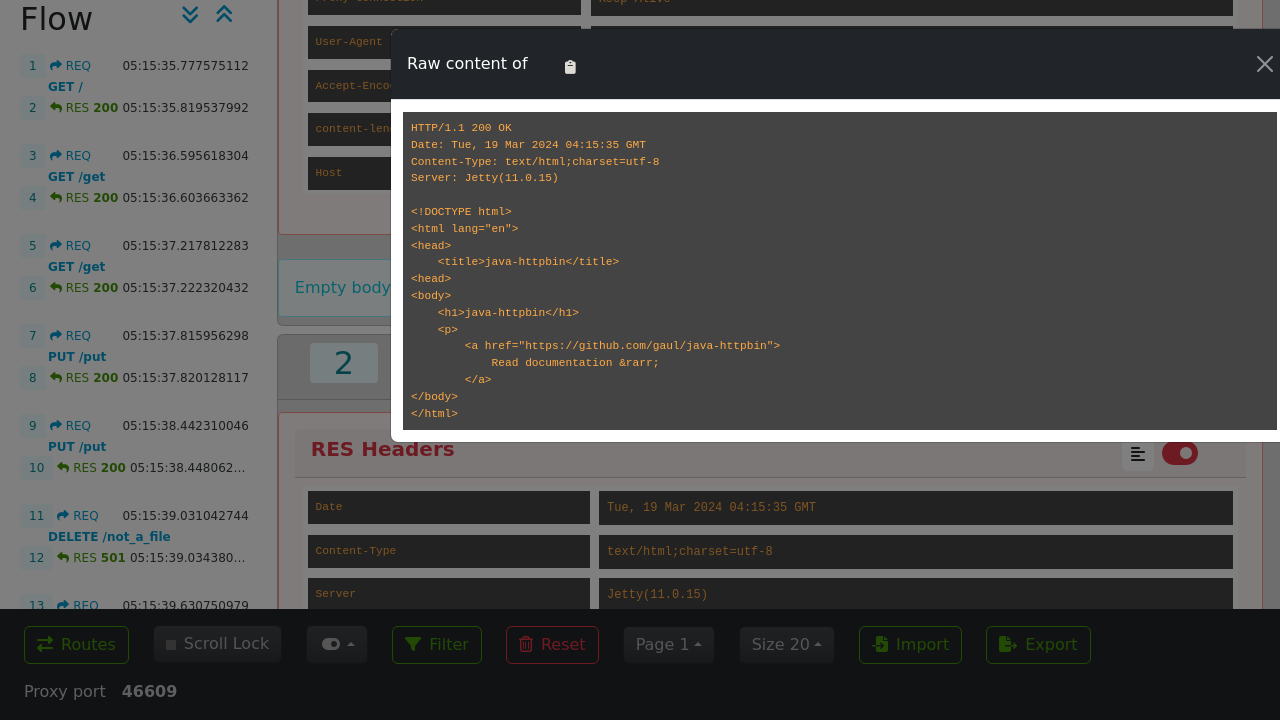 Flow
1 REQ 05:15:35.777575112
GET /
2 RES 200 05:15:35.819537992
3 REQ 05:15:36.595618304
GET /get
4 RES 200 05:15:36.603663362
5 REQ 05:15:37.217812283
GET /get
6 RES 200 05:15:37.222320432
7 REQ 05:15:37.815956298
PUT /put
8 RES 200 05:15:37.820128117
9 REQ 05:15:38.442310046
PUT /put
10 RES 200 05:15:38.448062…
11 REQ 05:15:39.031042744
DELETE /not_a_file
12 RES 501 05:15:39.034380…
13 REQ 05:15:39.630750979
User-Agent
Accept-Enco
content-len
Host
Empty body
2
Raw content of
HTTP/1.1 200 OK
Date: Tue, 19 Mar 2024 04:15:35 GMT
Content-Type: text/html;charset=utf-8
Server: Jetty(11.0.15)
<!DOCTYPE html>
<html lang="en">
<head>
<title>java-httpbin</title>
<head>
<body>
<h1>java-httpbin</h1>
<p>
<a href="https://github.com/gaul/java-httpbin">
Read documentation &rarr;
</a>
</body>
</html>
RES Headers
Date Tue, 19 Mar 2024 04:15:35 GMT
Content-Type text/html;charset=utf-8
Server Jetty(11.0.15)
Routes Scroll Lock Filter Reset Page 1 Size 20 Import Export
Proxy port 46609